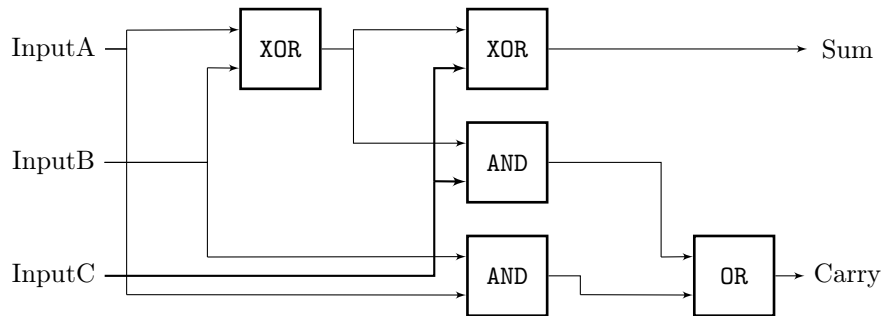 InputA XOR XOR Sum
InputB AND
InputC AND OR Carry